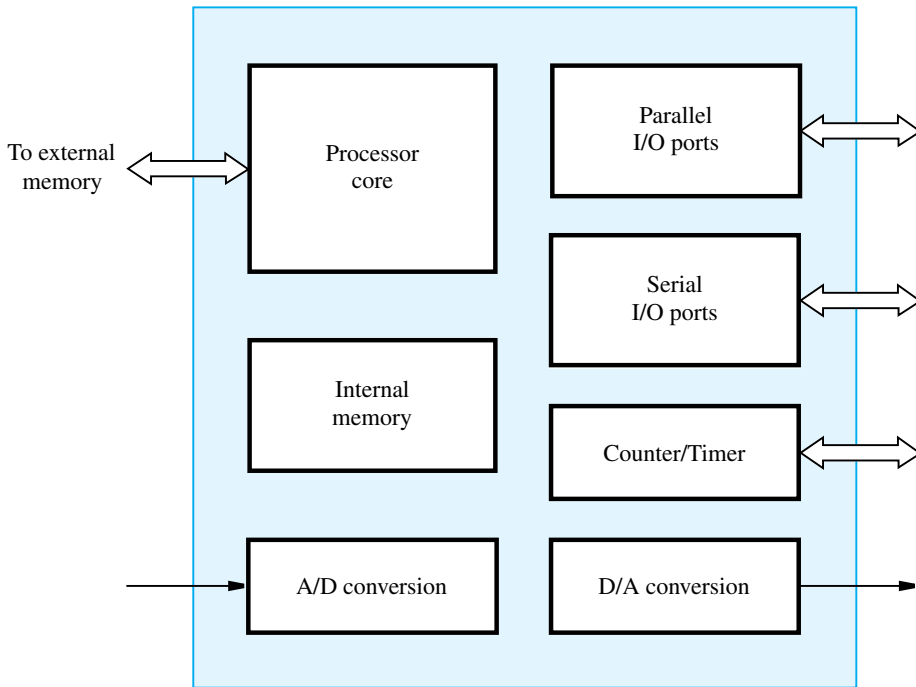 To external
memory
Processor
core
Parallel
I/O ports
Serial
I/O ports
Internal
memory
Counter/Timer
A/D conversion
D/A conversion